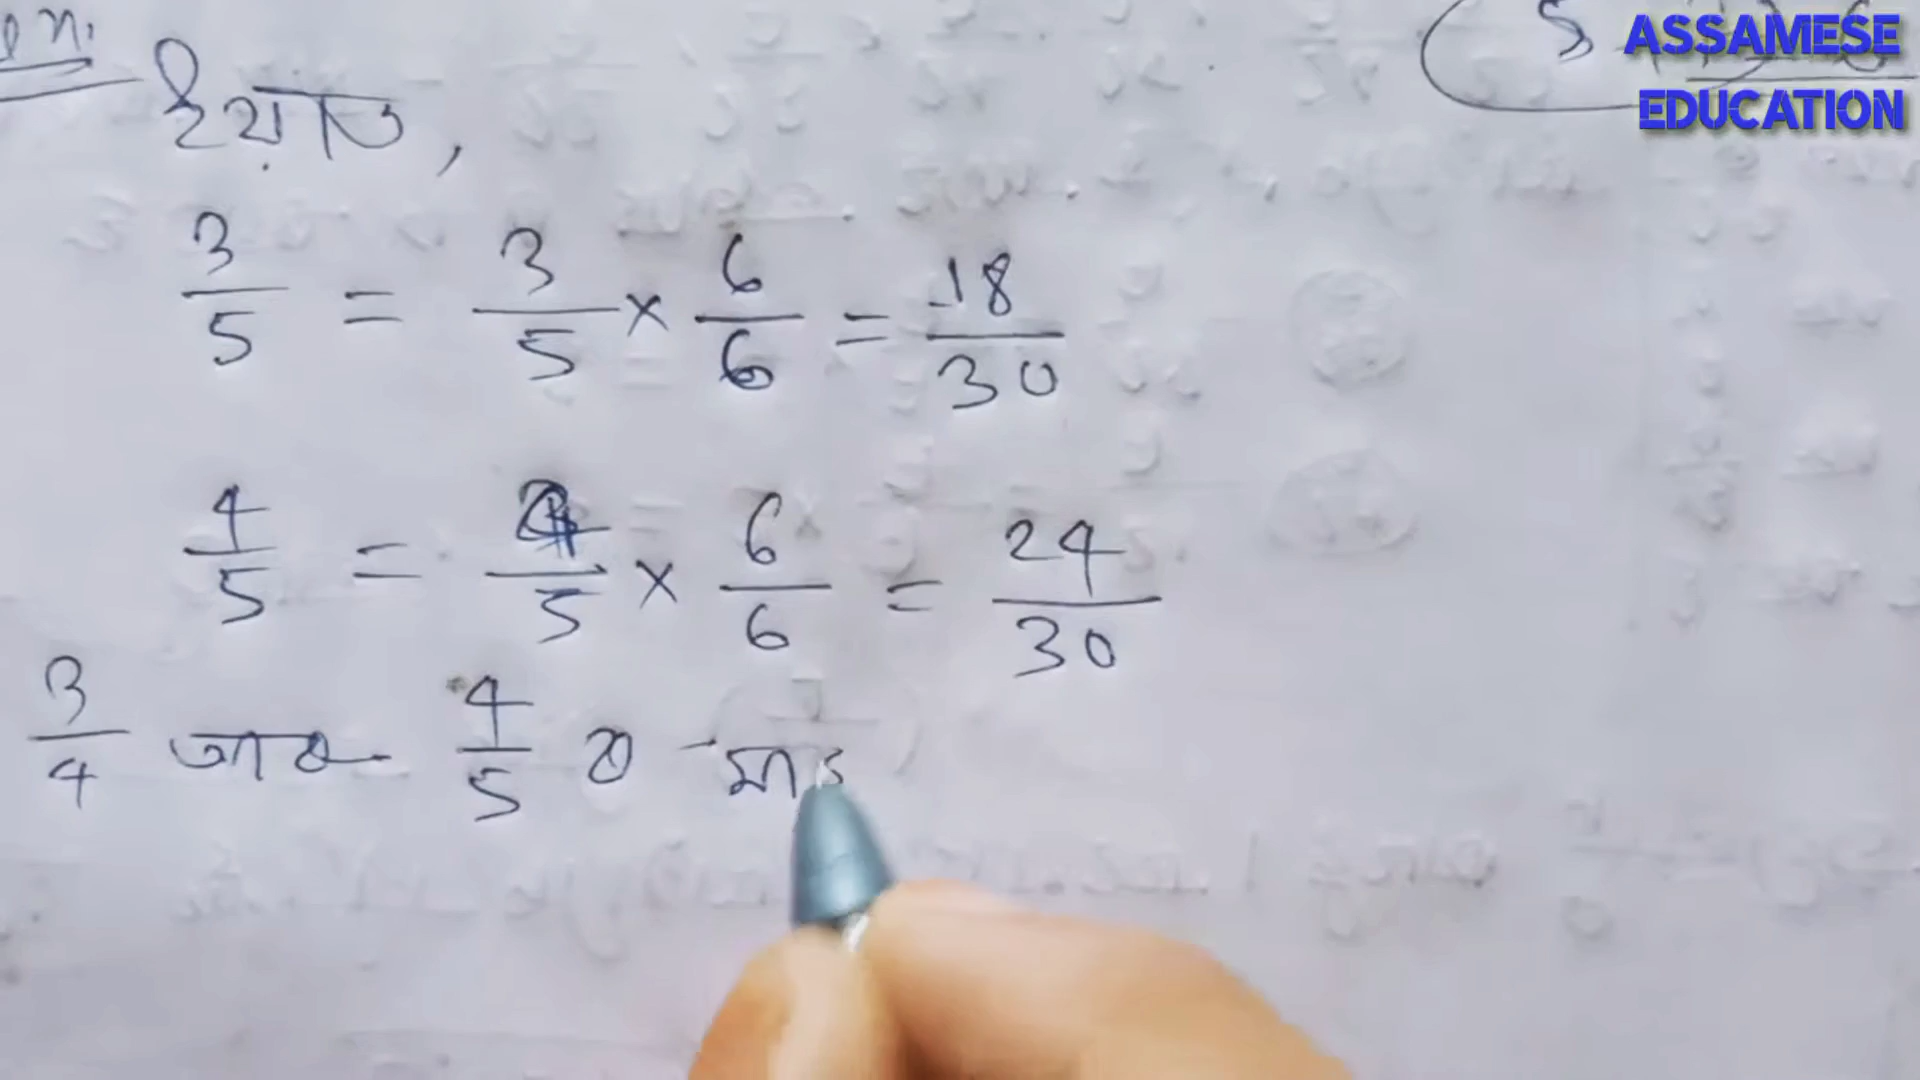 ASSAMESE
EDUCATION
ইয়াত,
3/5 = 3/5 × 6/6 = 18/30
4/5 = 4/5 × 6/6 = 24/30
3/4 আৰু 4/5 ৰ মাজ